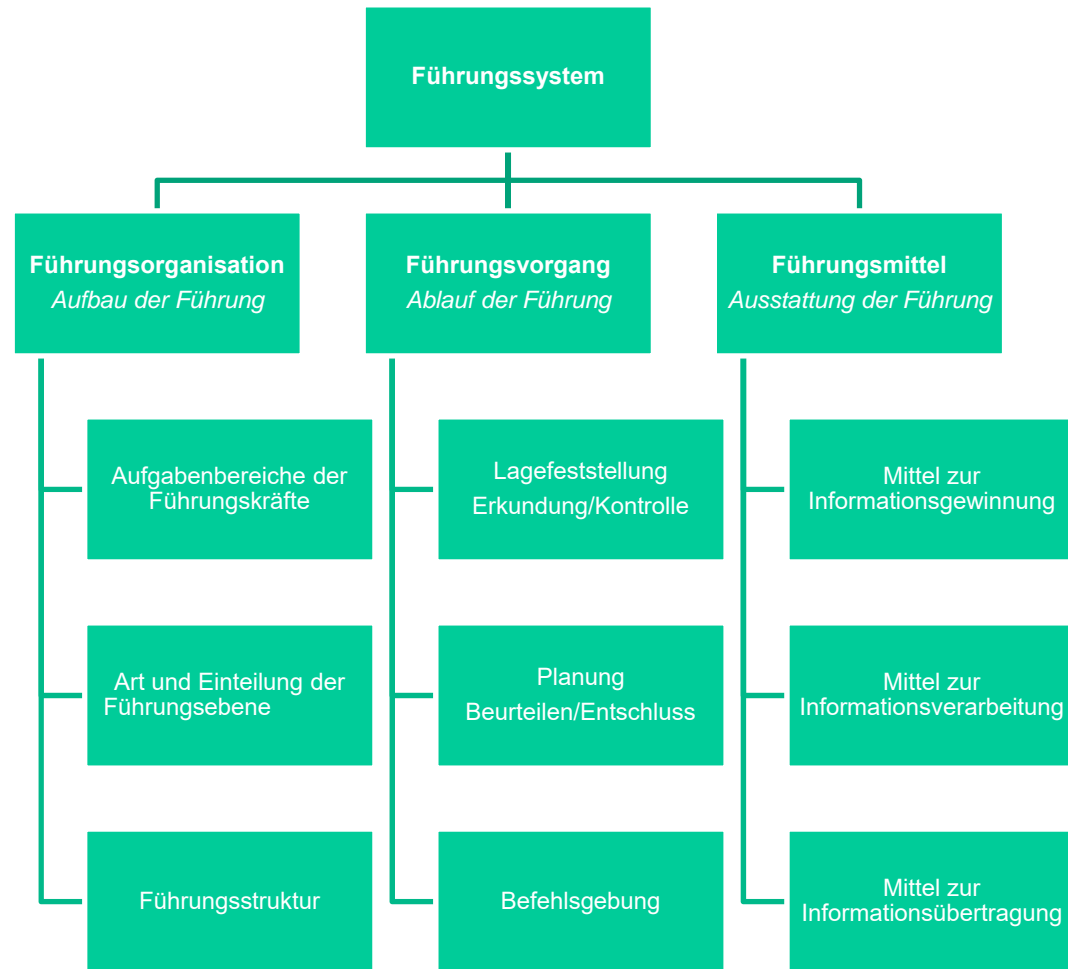 Führungssystem
Führungsorganisation
Aufbau der Führung
Führungsvorgang
Ablauf der Führung
Führungsmittel
Ausstattung der Führung
Aufgabenbereiche der
Führungskräfte
Lagefeststellung
Erkundung/Kontrolle
Mittel zur
Informationsgewinnung
Art und Einteilung der
Führungsebene
Planung
Beurteilen/Entschluss
Mittel zur
Informationsverarbeitung
Führungsstruktur
Befehlsgebung
Mittel zur
Informationsübertragung